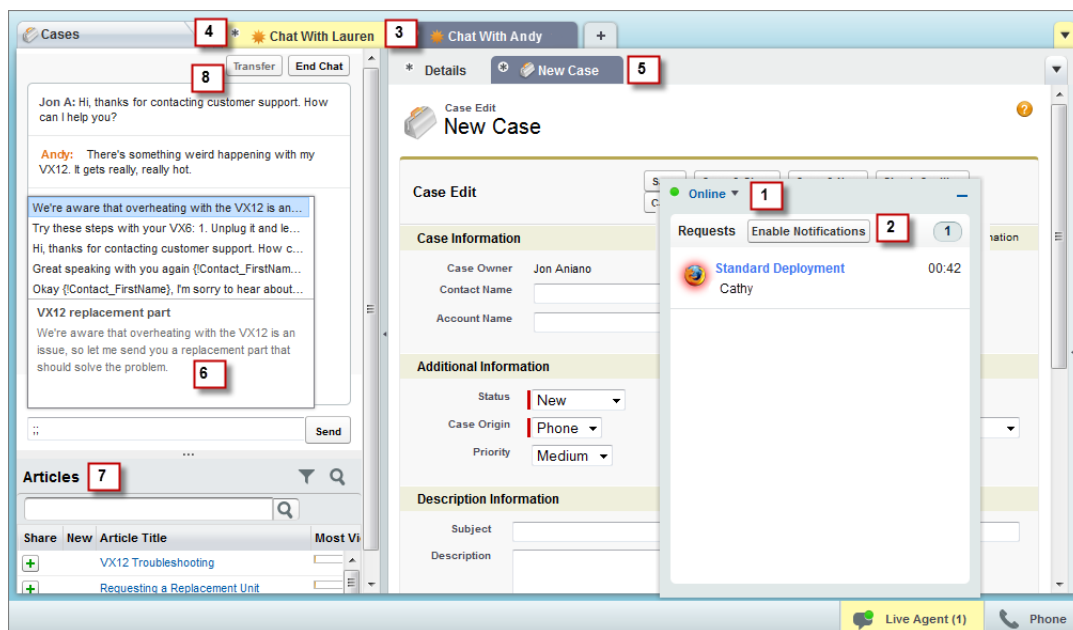 Cases
4
* Chat With Lauren
3
Chat With Andy
+
8
Transfer
End Chat
Jon A: Hi, thanks for contacting customer support. How
can I help you?
Andy: There's something weird happening with my
VX12. It gets really, really hot.
We're aware that overheating with the VX12 is an...
Try these steps with your VX6: 1. Unplug it and le...
Hi, thanks for contacting customer support. How c...
Great speaking with you again {!Contact_FirstNam...
Okay {!Contact_FirstName}, I'm sorry to hear about...
VX12 replacement part
We're aware that overheating with the VX12 is an
issue, so let me send you a replacement part that
should solve the problem.
6
;;
Send
Articles
7
Share New Article Title Most Vi
+ VX12 Troubleshooting
+ Requesting a Replacement Unit
* Details
* New Case
5
Case Edit
New Case
?
Case Edit
Case Information
Case Owner Jon Aniano
Contact Name
Account Name
Additional Information
Status New
Case Origin Phone
Priority Medium
Description Information
Subject
Description
Online
1
Requests
Enable Notifications
2
1
Standard Deployment 00:42
Cathy
Live Agent (1)
Phone